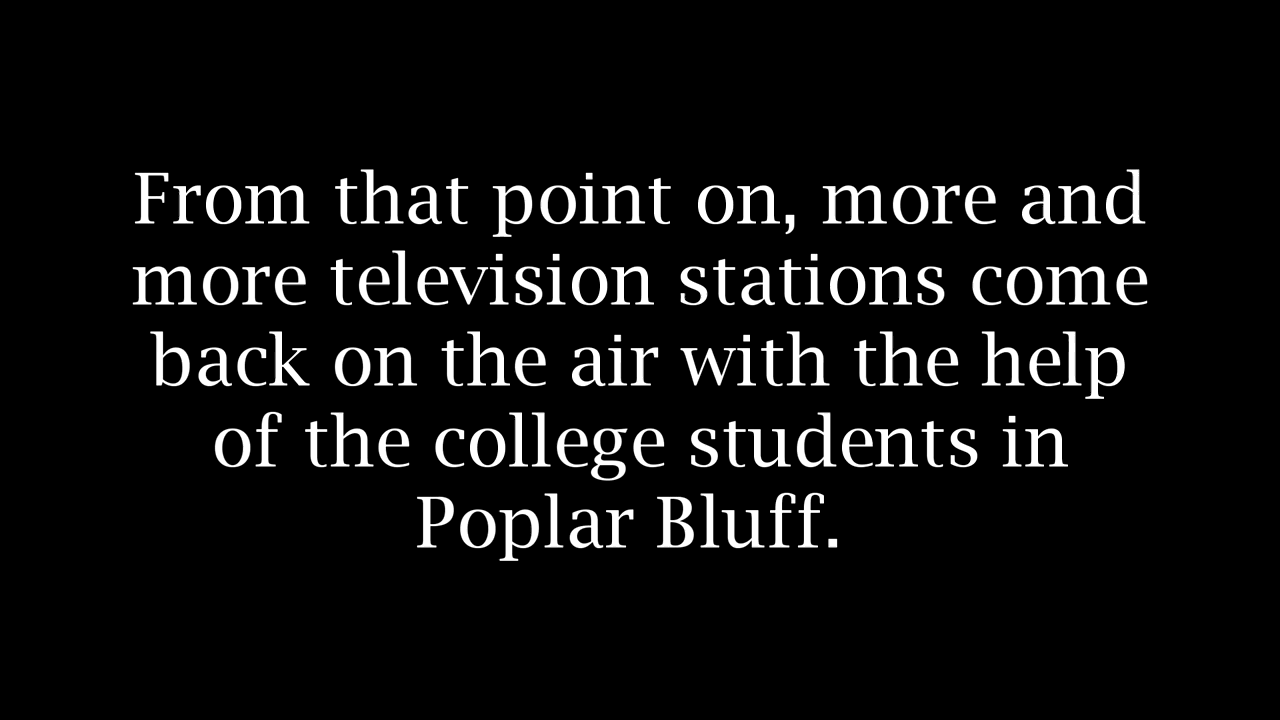 From that point on, more and
more television stations come
back on the air with the help
of the college students in
Poplar Bluff.